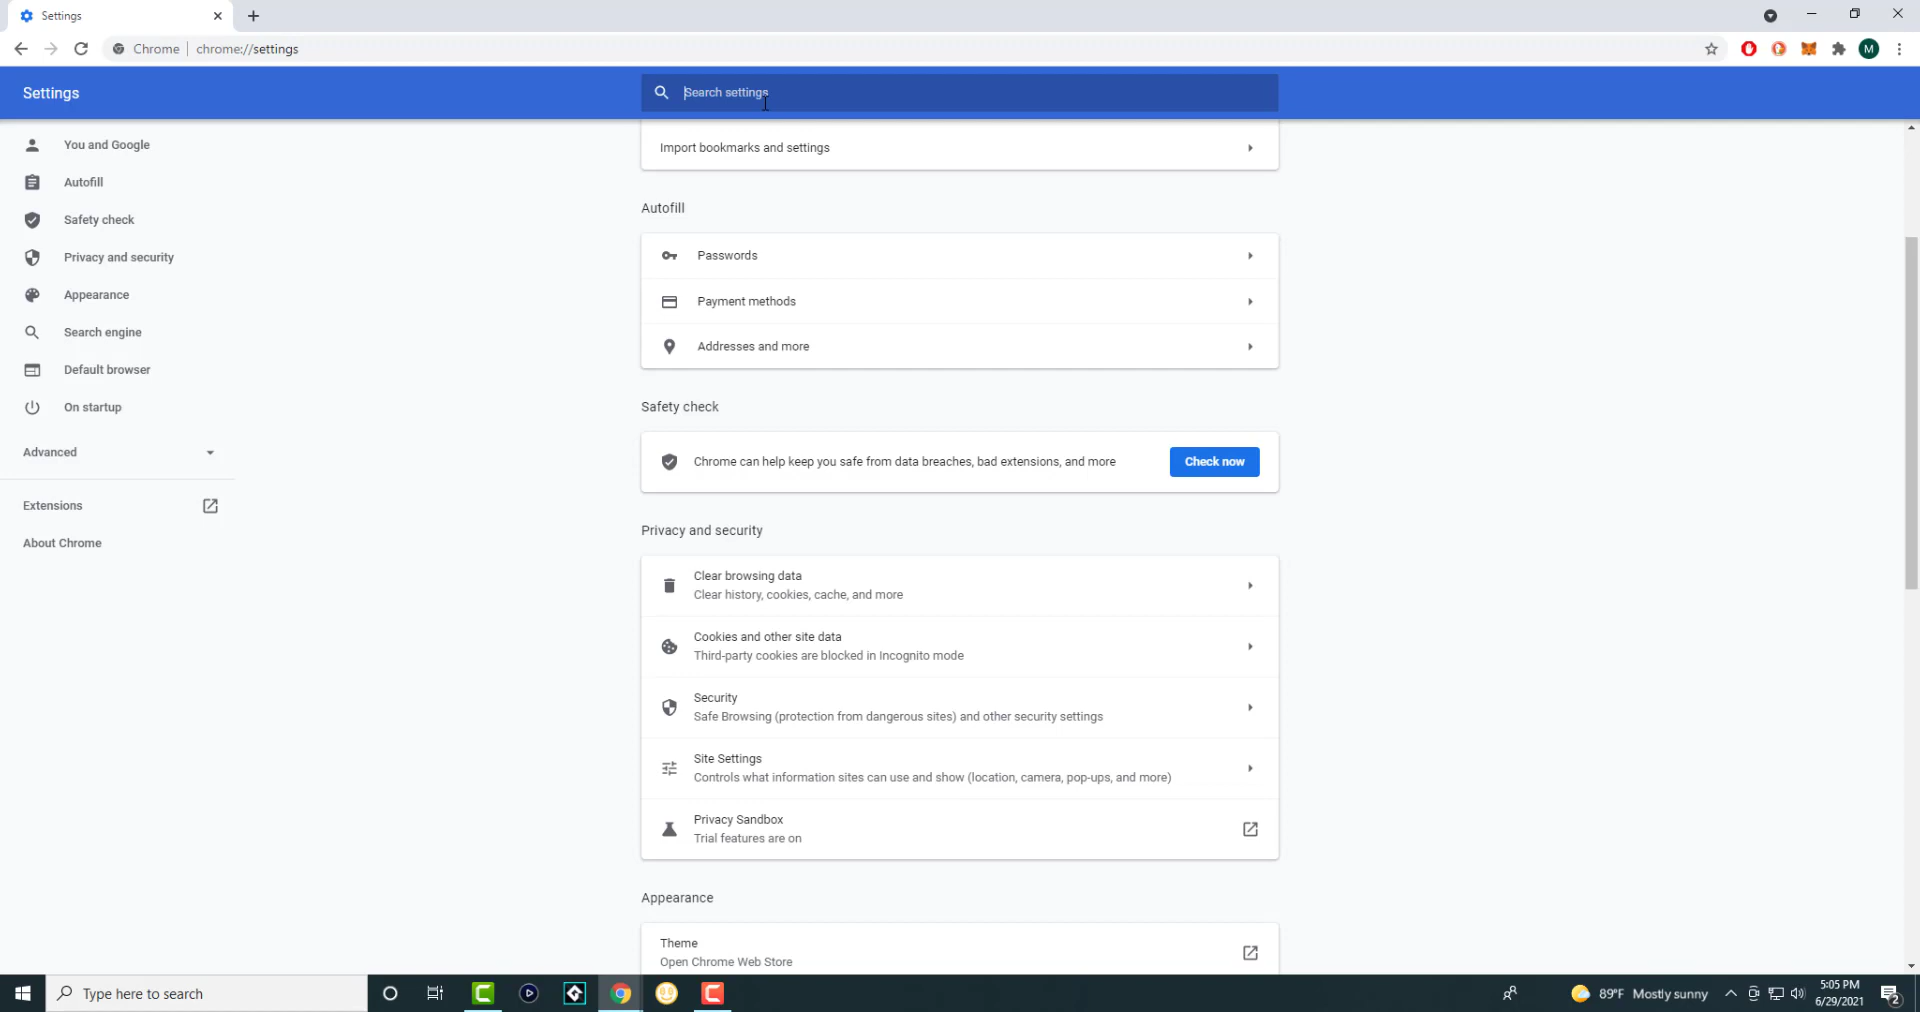 Settings
Chrome
chrome://settings
M
Settings
Search settings
You and Google
Autofill
Safety check
Privacy and security
Appearance
Search engine
Default browser
On startup
Advanced
Extensions
About Chrome
Import bookmarks and settings
Autofill
Passwords
Payment methods
Addresses and more
Safety check
Chrome can help keep you safe from data breaches, bad extensions, and more
Check now
Privacy and security
Clear browsing data
Clear history, cookies, cache, and more
Cookies and other site data
Third-party cookies are blocked in Incognito mode
Security
Safe Browsing (protection from dangerous sites) and other security settings
Site Settings
Controls what information sites can use and show (location, camera, pop-ups, and more)
Privacy Sandbox
Trial features are on
Appearance
Theme
Open Chrome Web Store
Type here to search
89°F Mostly sunny
5:05 PM
6/29/2021
2